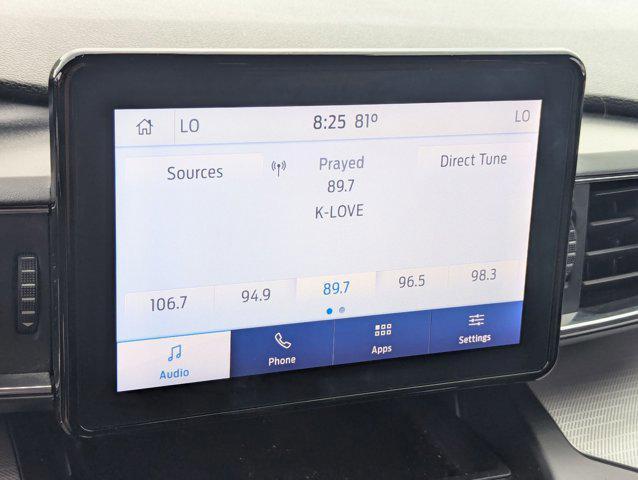 LO 8:25 81° LO
Sources Prayed Direct Tune
89.7
K-LOVE
106.7 94.9 89.7 96.5 98.3
Audio Phone Apps Settings